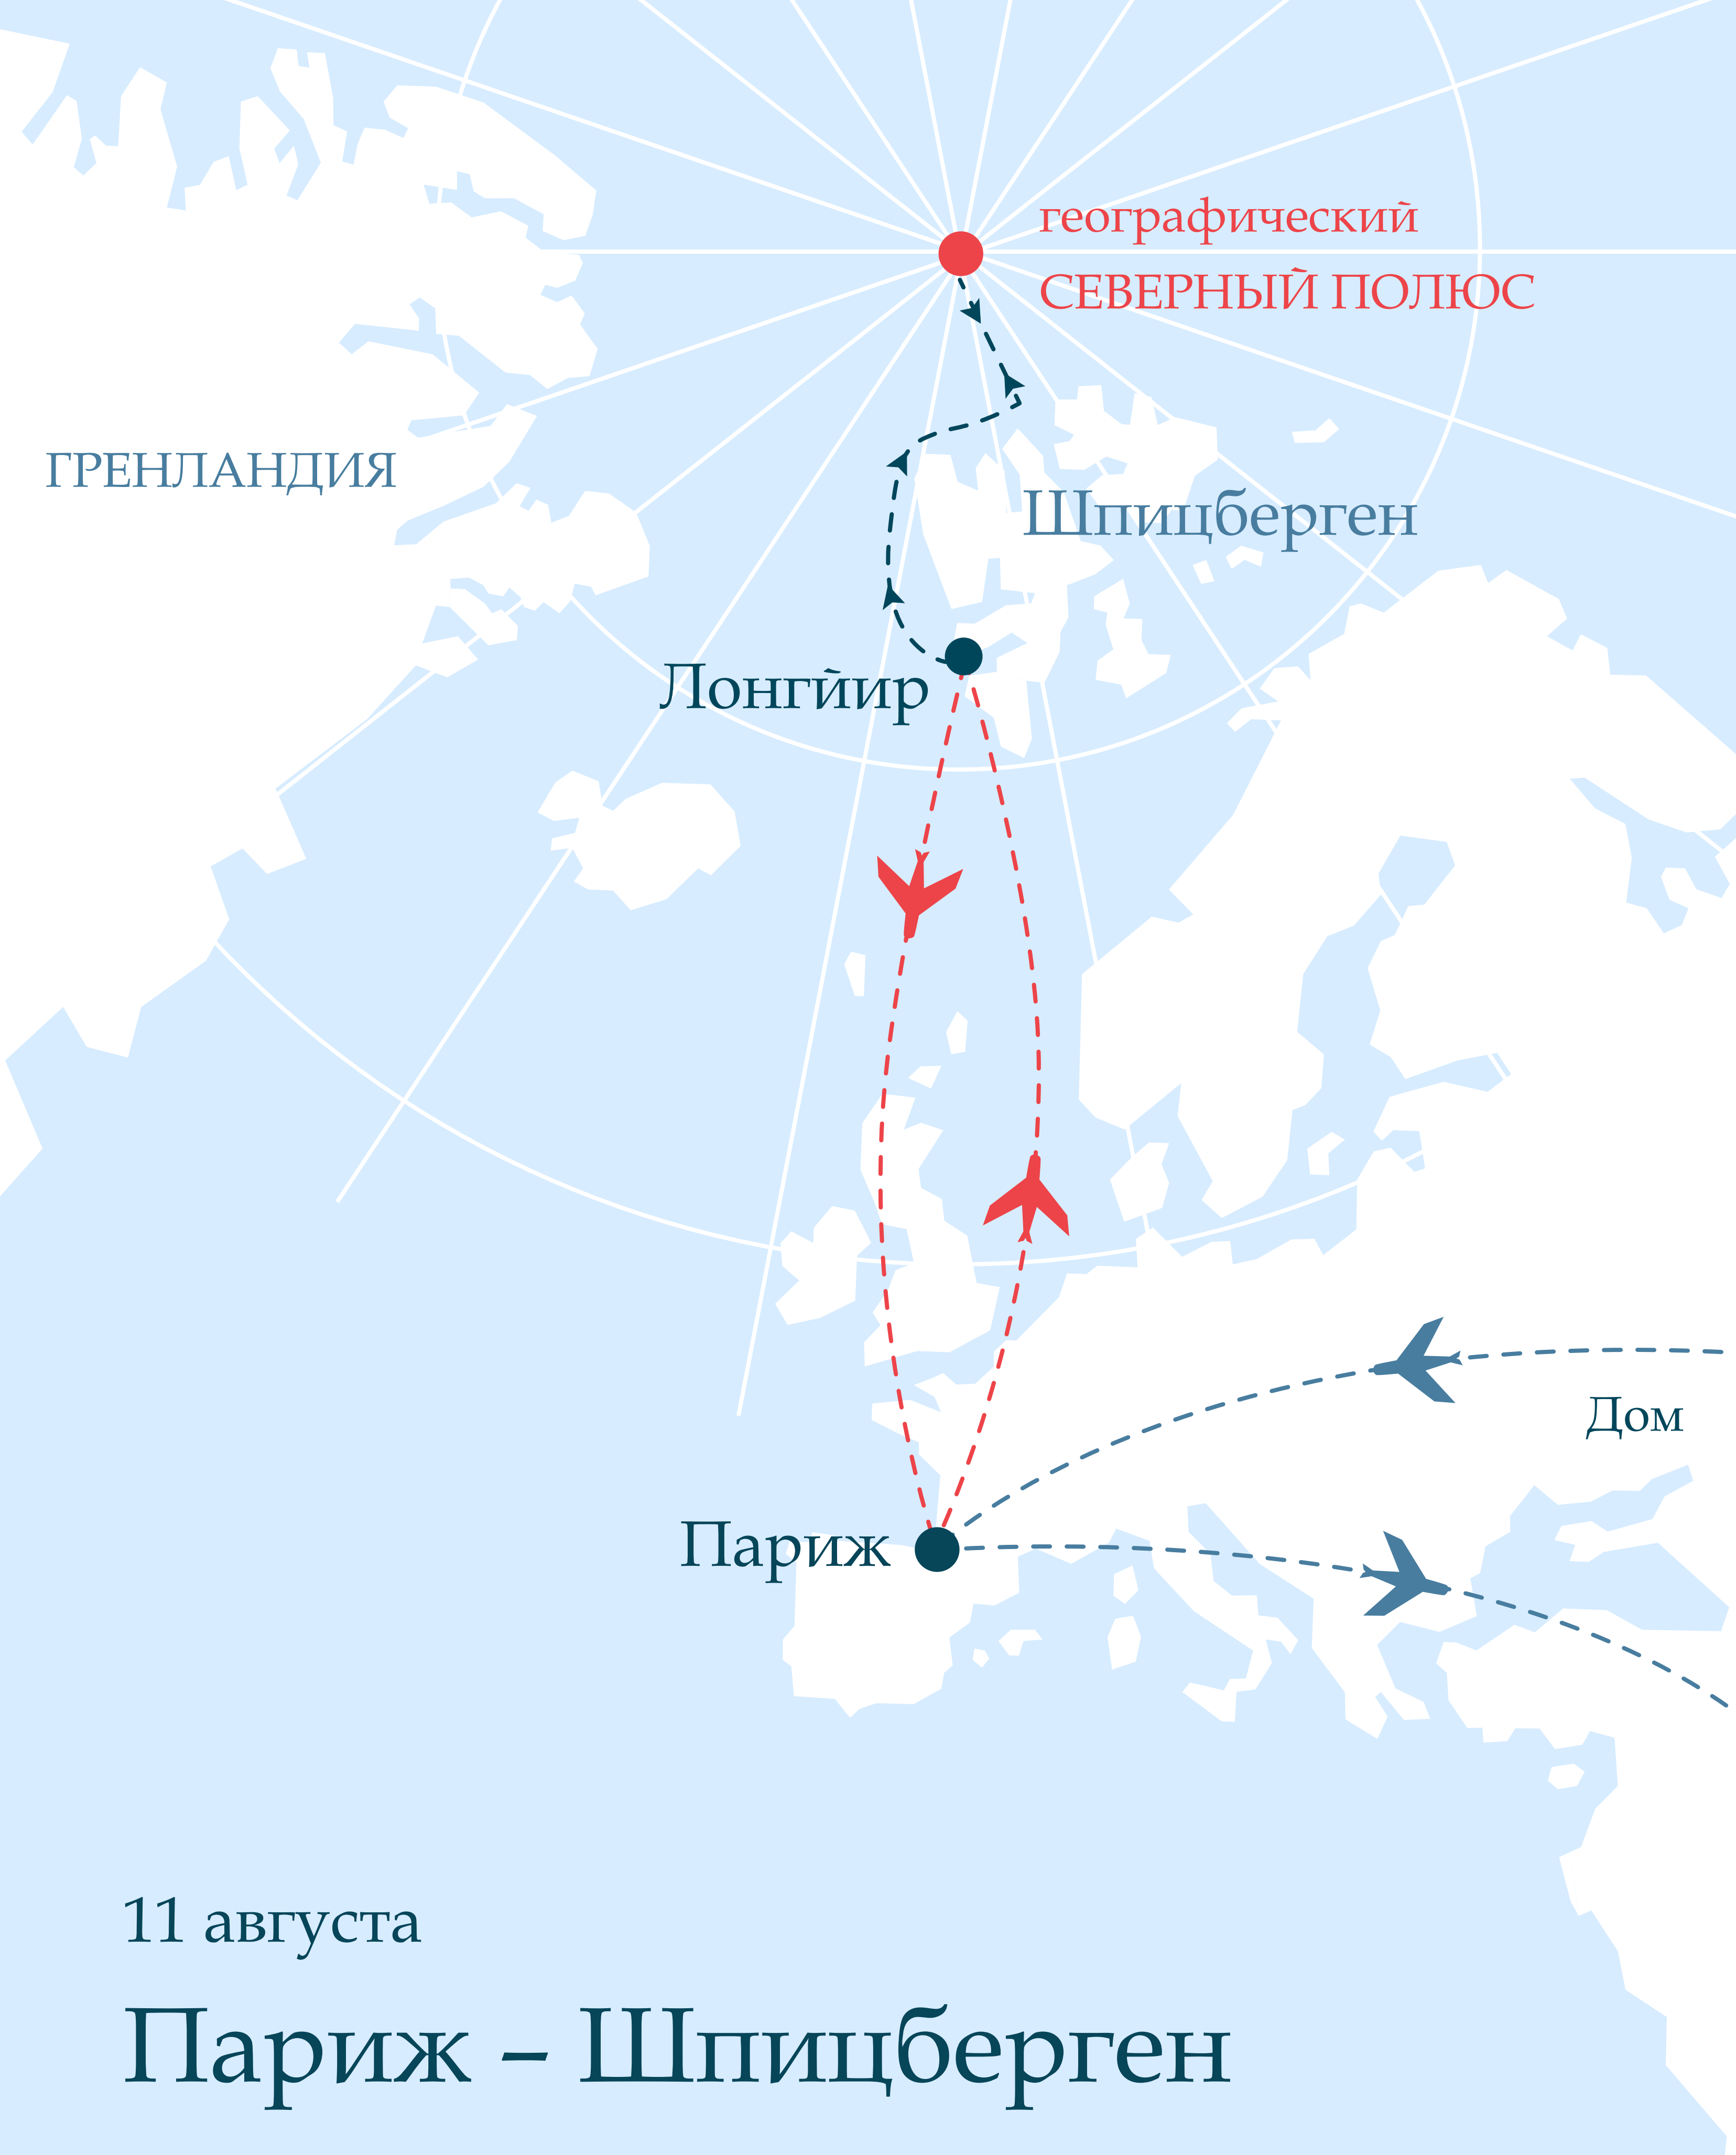 географический
СЕВЕРНЫЙ ПОЛЮС
ГРЕНЛАНДИЯ
Шпицберген
Лонгйир
Дом
Париж
11 августа
Париж – Шпицберген